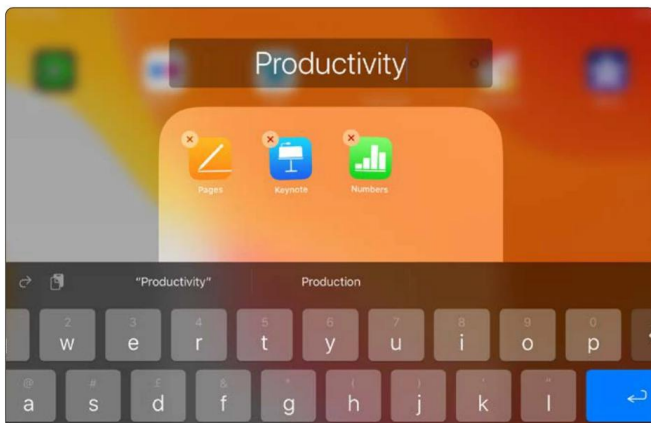 Productivity
Pages Keynote Numbers
"Productivity" Production
2 3 4 5 6 7 8 9 0
w e r t y u i o p
@ # £ & * ( ) ' "
a s d f g h j k l